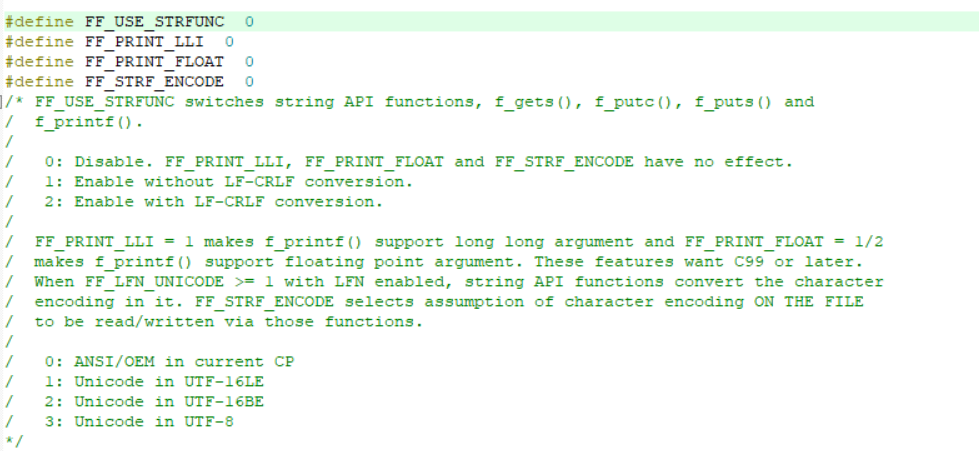 #define FF_USE_STRFUNC  0
#define FF_PRINT_LLI  0
#define FF_PRINT_FLOAT  0
#define FF_STRF_ENCODE  0
/* FF_USE_STRFUNC switches string API functions, f_gets(), f_putc(), f_puts() and
/  f_printf().
/
/   0: Disable. FF_PRINT_LLI, FF_PRINT_FLOAT and FF_STRF_ENCODE have no effect.
/   1: Enable without LF-CRLF conversion.
/   2: Enable with LF-CRLF conversion.
/
/  FF_PRINT_LLI = 1 makes f_printf() support long long argument and FF_PRINT_FLOAT = 1/2
/  makes f_printf() support floating point argument. These features want C99 or later.
/  When FF_LFN_UNICODE >= 1 with LFN enabled, string API functions convert the character
/  encoding in it. FF_STRF_ENCODE selects assumption of character encoding ON THE FILE
/  to be read/written via those functions.
/
/   0: ANSI/OEM in current CP
/   1: Unicode in UTF-16LE
/   2: Unicode in UTF-16BE
/   3: Unicode in UTF-8
*/